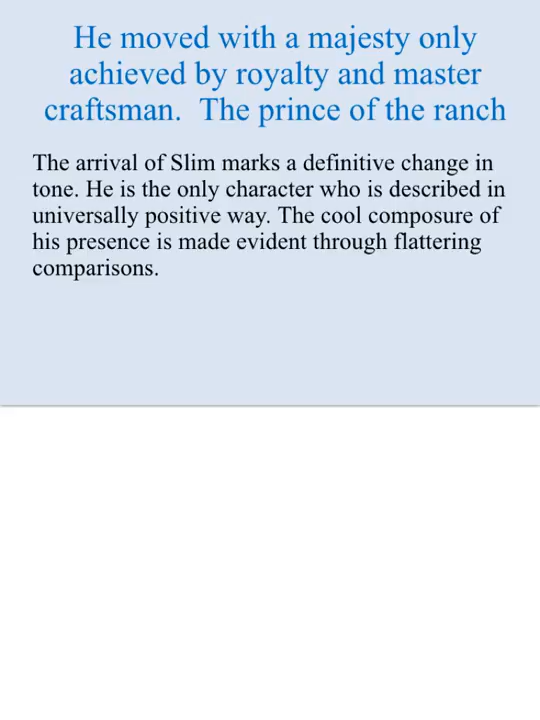 He moved with a majesty only
achieved by royalty and master
craftsman.  The prince of the ranch
The arrival of Slim marks a definitive change in
tone. He is the only character who is described in
universally positive way. The cool composure of
his presence is made evident through flattering
comparisons.